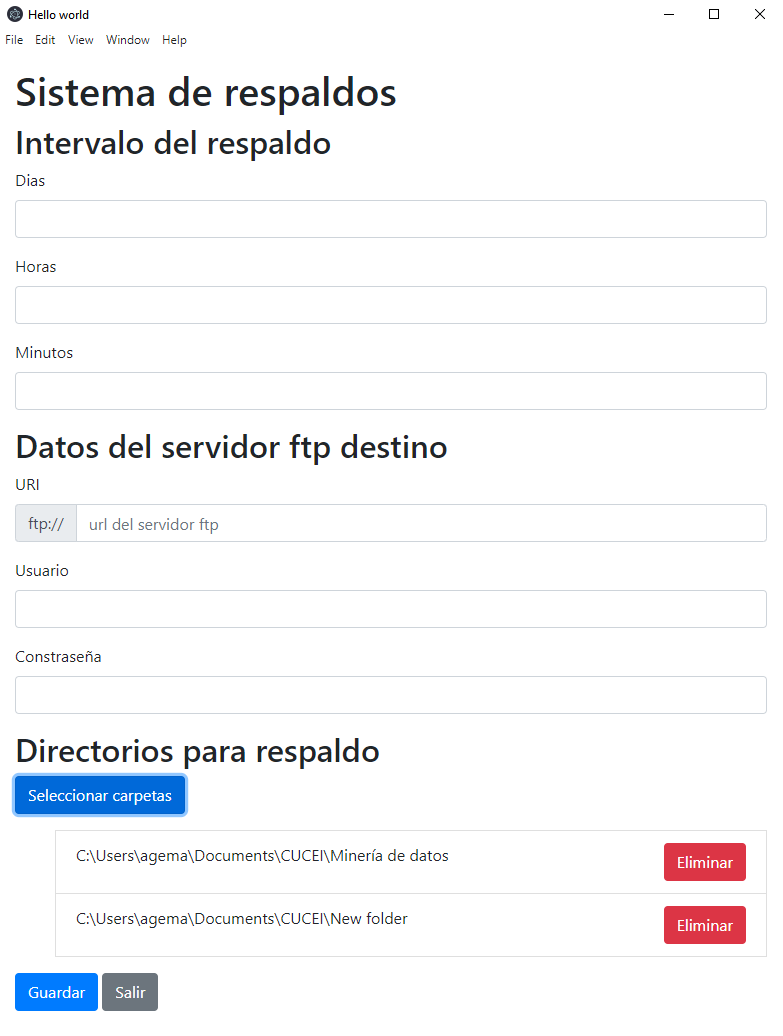 Hello world
File Edit View Window Help
Sistema de respaldos
Intervalo del respaldo
Dias
Horas
Minutos
Datos del servidor ftp destino
URI
ftp:// url del servidor ftp
Usuario
Constraseña
Directorios para respaldo
Seleccionar carpetas
C:\Users\agema\Documents\CUCEI\Minería de datos Eliminar
C:\Users\agema\Documents\CUCEI\New folder Eliminar
Guardar Salir